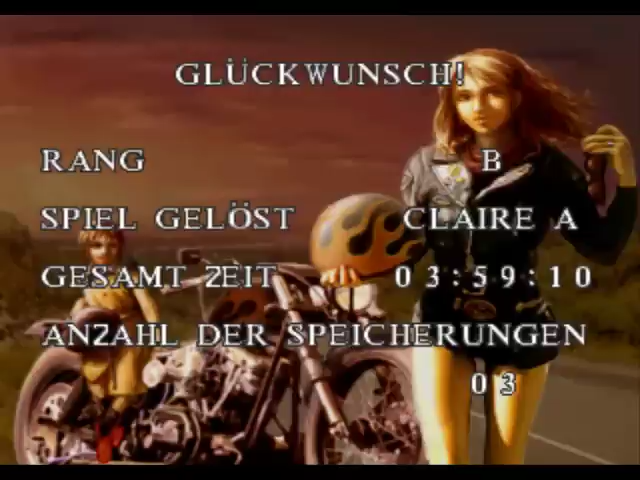 GLÜCKWUNSCH!
RANG B
SPIEL GELÖST CLAIRE A
GESAMT ZEIT 03:59:10
ANZAHL DER SPEICHERUNGEN
03